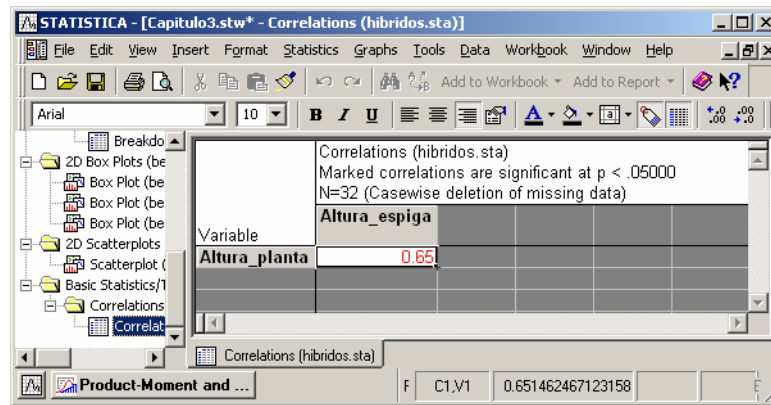 STATISTICA - [Capitulo3.stw* - Correlations (hibridos.sta)]
File Edit View Insert Format Statistics Graphs Tools Data Workbook Window Help
Add to Workbook Add to Report
Arial 10 B I U A a .00 .00
Breakdo
2D Box Plots (be
Box Plot (be
Box Plot (be
Box Plot (be
2D Scatterplots
Scatterplot (
Basic Statistics/T
Correlations
Correlat
Correlations (hibridos.sta)
Marked correlations are significant at p < .05000
N=32 (Casewise deletion of missing data)
Variable Altura_espiga
Altura_planta 0.65
Correlations (hibridos.sta)
Product-Moment and ... F C1,V1 0.651462467123158 E